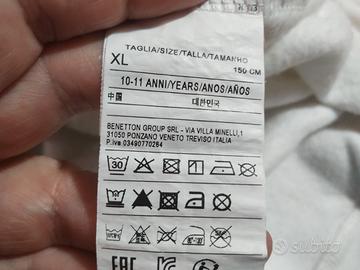 TAGLIA/SIZE/TALLA/TAMANHO
XL
150 CM
10-11 ANNI/YEARS/ANOS/AÑOS
中国 대한민국
BENETTON GROUP SRL - VIA VILLA MINELLI,1
31050 PONZANO VENETO TREVISO ITALIA
P.iva 03490770264
30
EAC
subito